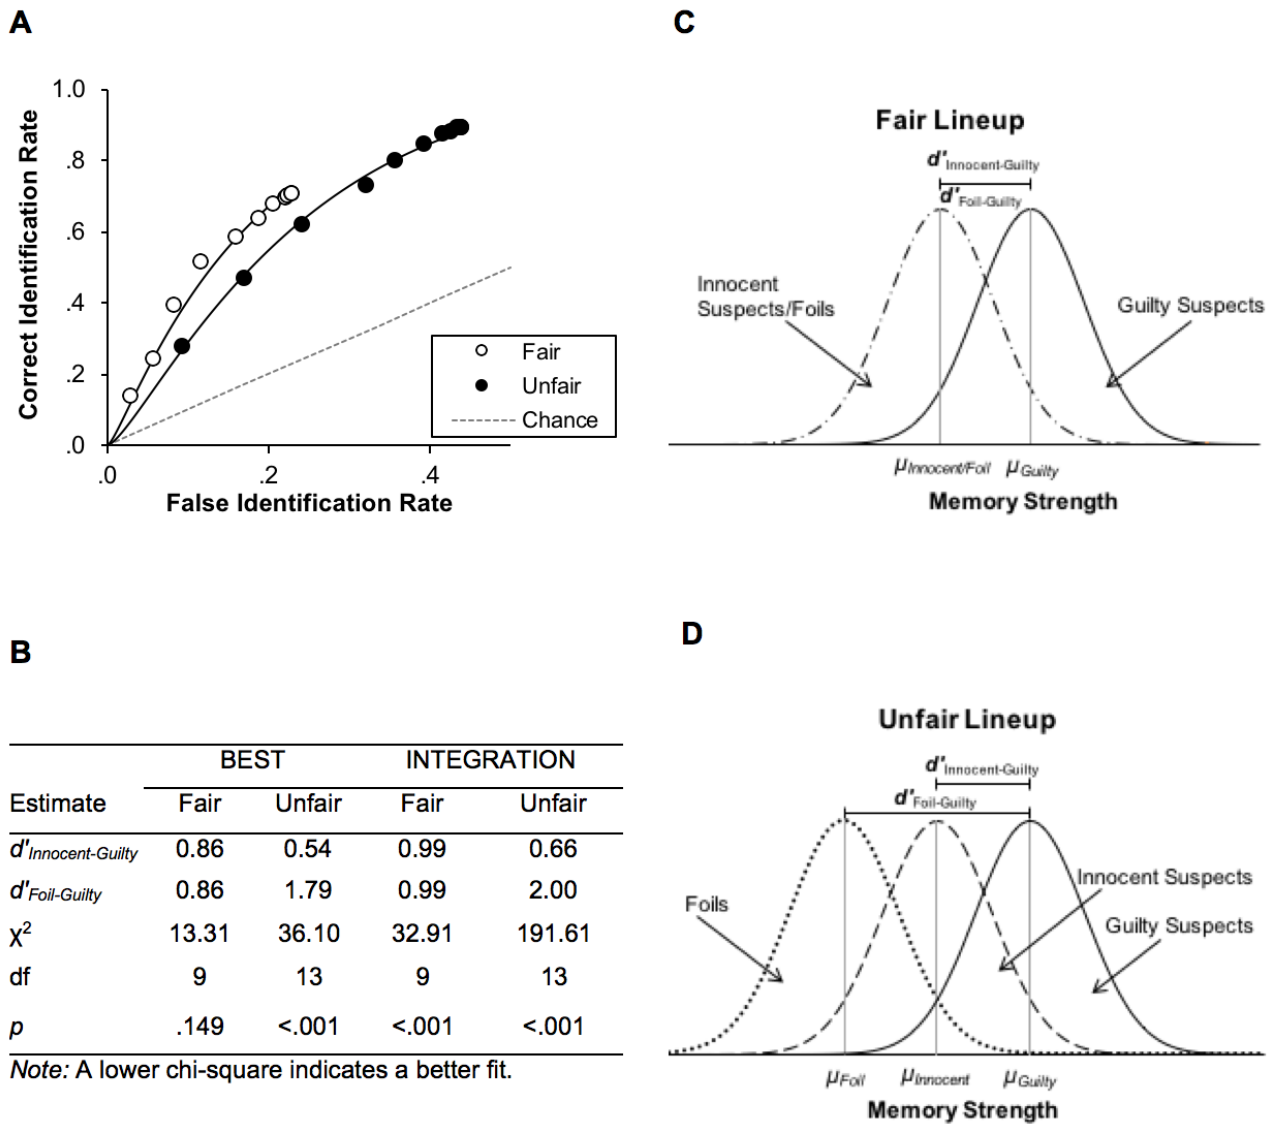 A
1.0
.8
.6
.4
.2
.0
Correct Identification Rate
.0 .2 .4
False Identification Rate
Fair
Unfair
Chance
B
BEST INTEGRATION
Estimate Fair Unfair Fair Unfair
d'Innocent-Guilty 0.86 0.54 0.99 0.66
d'Foil-Guilty 0.86 1.79 0.99 2.00
χ2 13.31 36.10 32.91 191.61
df 9 13 9 13
p .149 <.001 <.001 <.001
Note: A lower chi-square indicates a better fit.
C
Fair Lineup
d'Innocent-Guilty
d'Foil-Guilty
Innocent
Suspects/Foils
Guilty Suspects
μInnocent/Foil μGuilty
Memory Strength
D
Unfair Lineup
d'Innocent-Guilty
d'Foil-Guilty
Innocent Suspects
Foils
Guilty Suspects
μFoil μInnocent μGuilty
Memory Strength